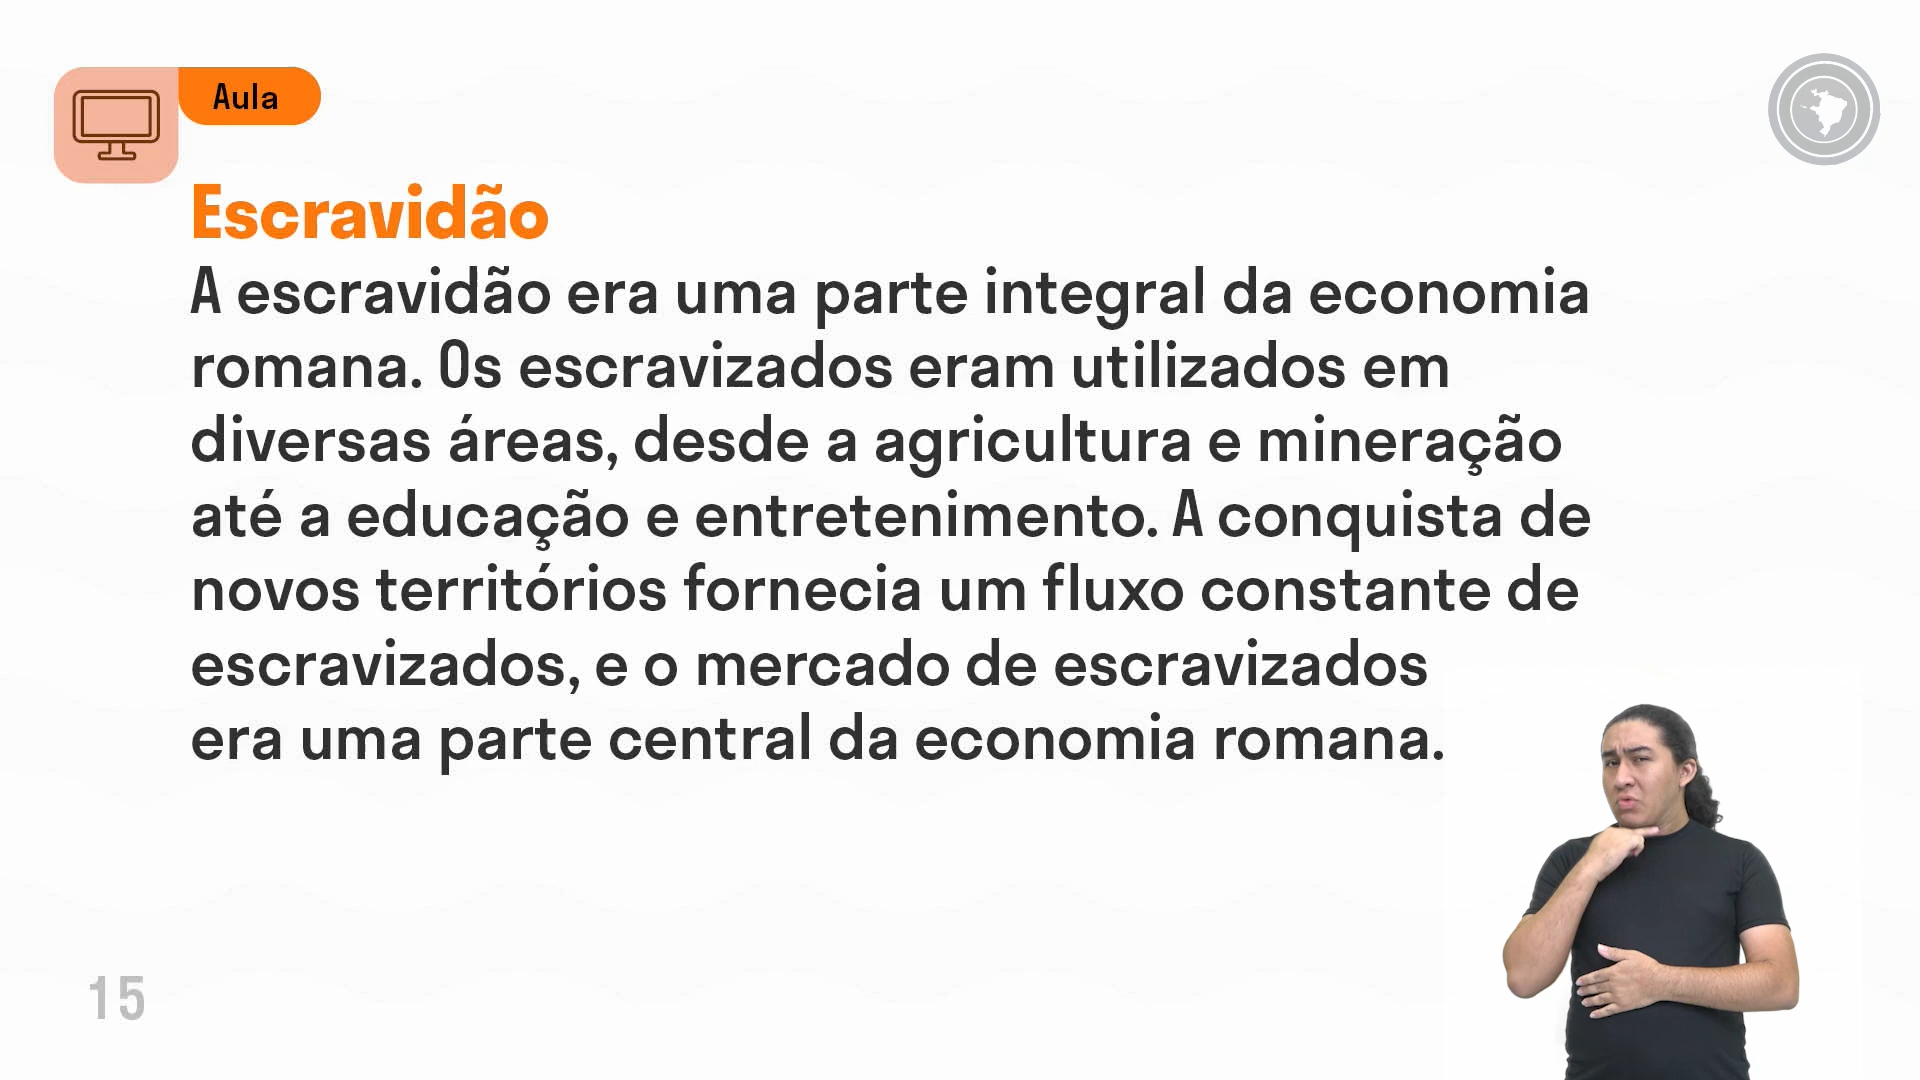 Aula
Escravidão
A escravidão era uma parte integral da economia
romana. Os escravizados eram utilizados em
diversas áreas, desde a agricultura e mineração
até a educação e entretenimento. A conquista de
novos territórios fornecia um fluxo constante de
escravizados, e o mercado de escravizados
era uma parte central da economia romana.
15